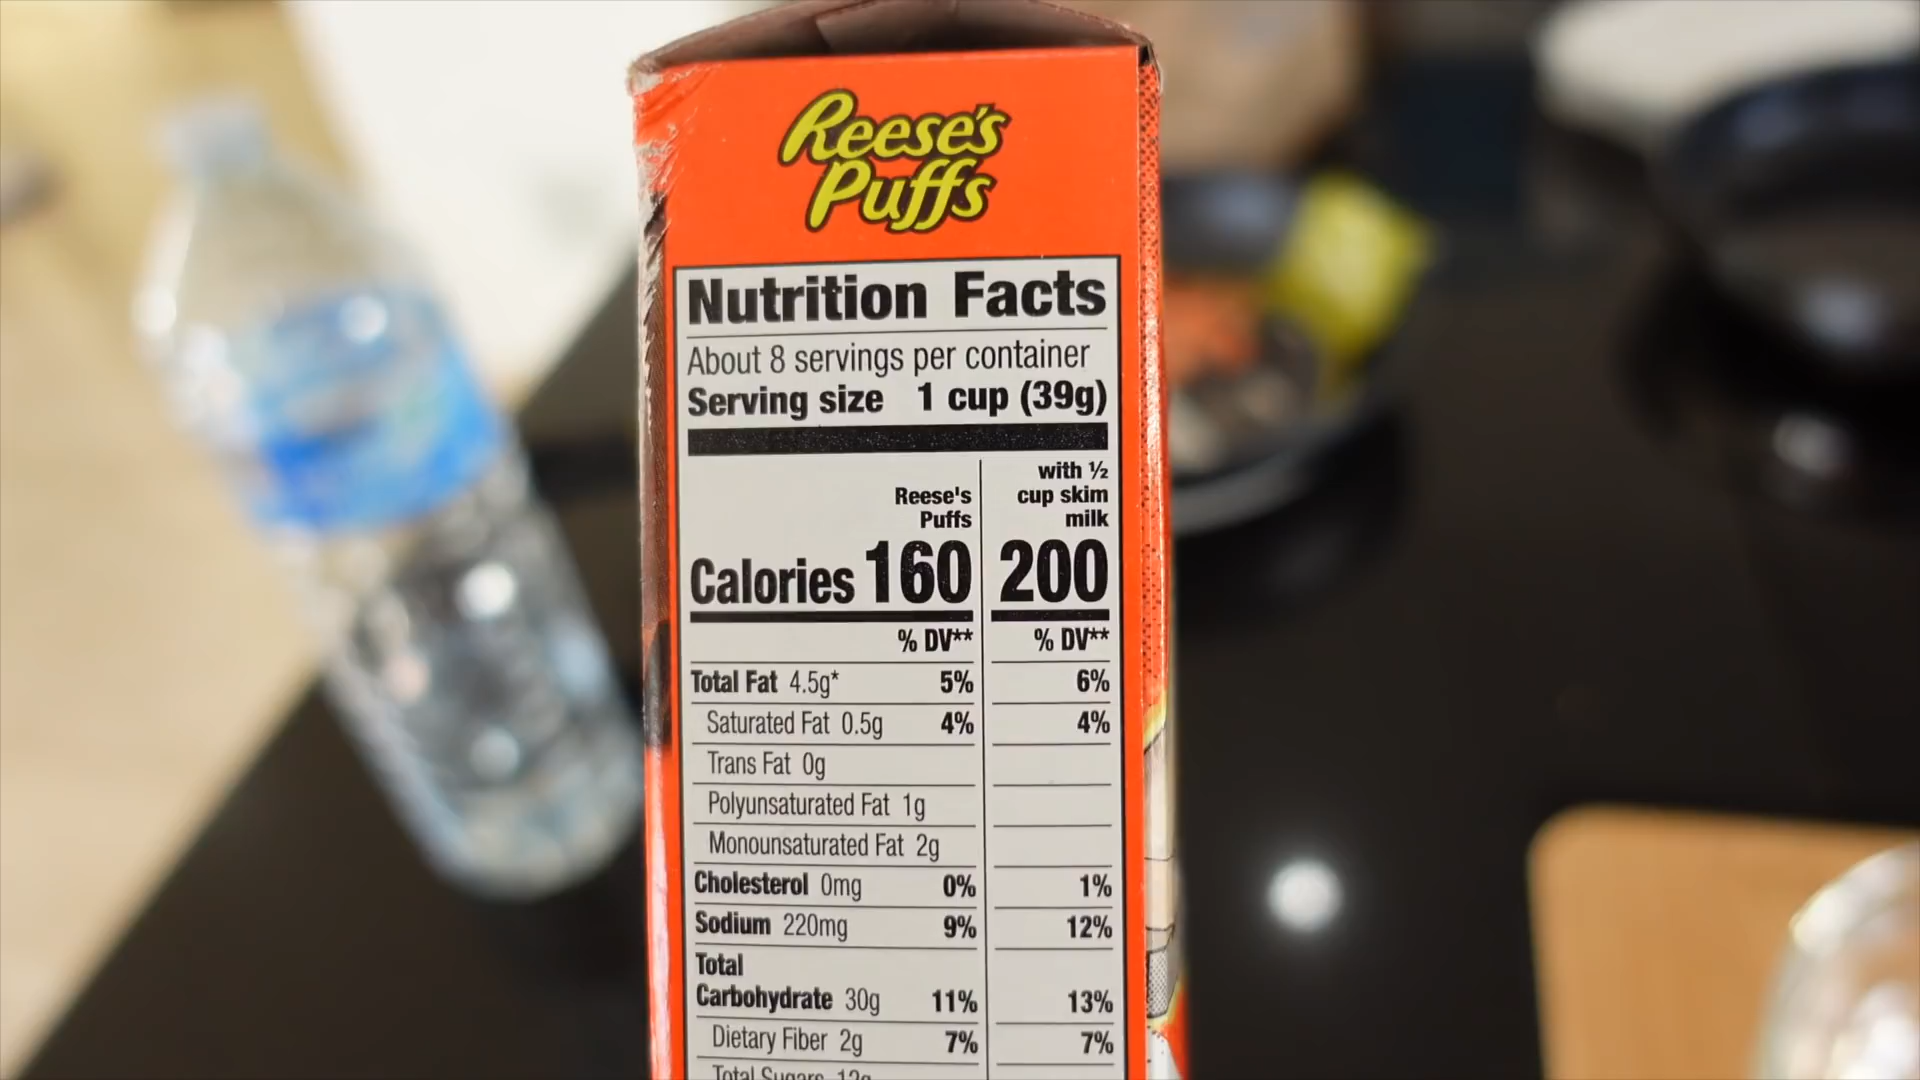 Reese's
Puffs
Nutrition Facts
About 8 servings per container
Serving size 1 cup (39g)
Reese's Puffs with ½ cup skim milk
Calories 160 200
% DV** % DV**
Total Fat 4.5g* 5% 6%
Saturated Fat 0.5g 4% 4%
Trans Fat 0g
Polyunsaturated Fat 1g
Monounsaturated Fat 2g
Cholesterol 0mg 0% 1%
Sodium 220mg 9% 12%
Total
Carbohydrate 30g 11% 13%
Dietary Fiber 2g 7% 7%
Total Sugars 12g